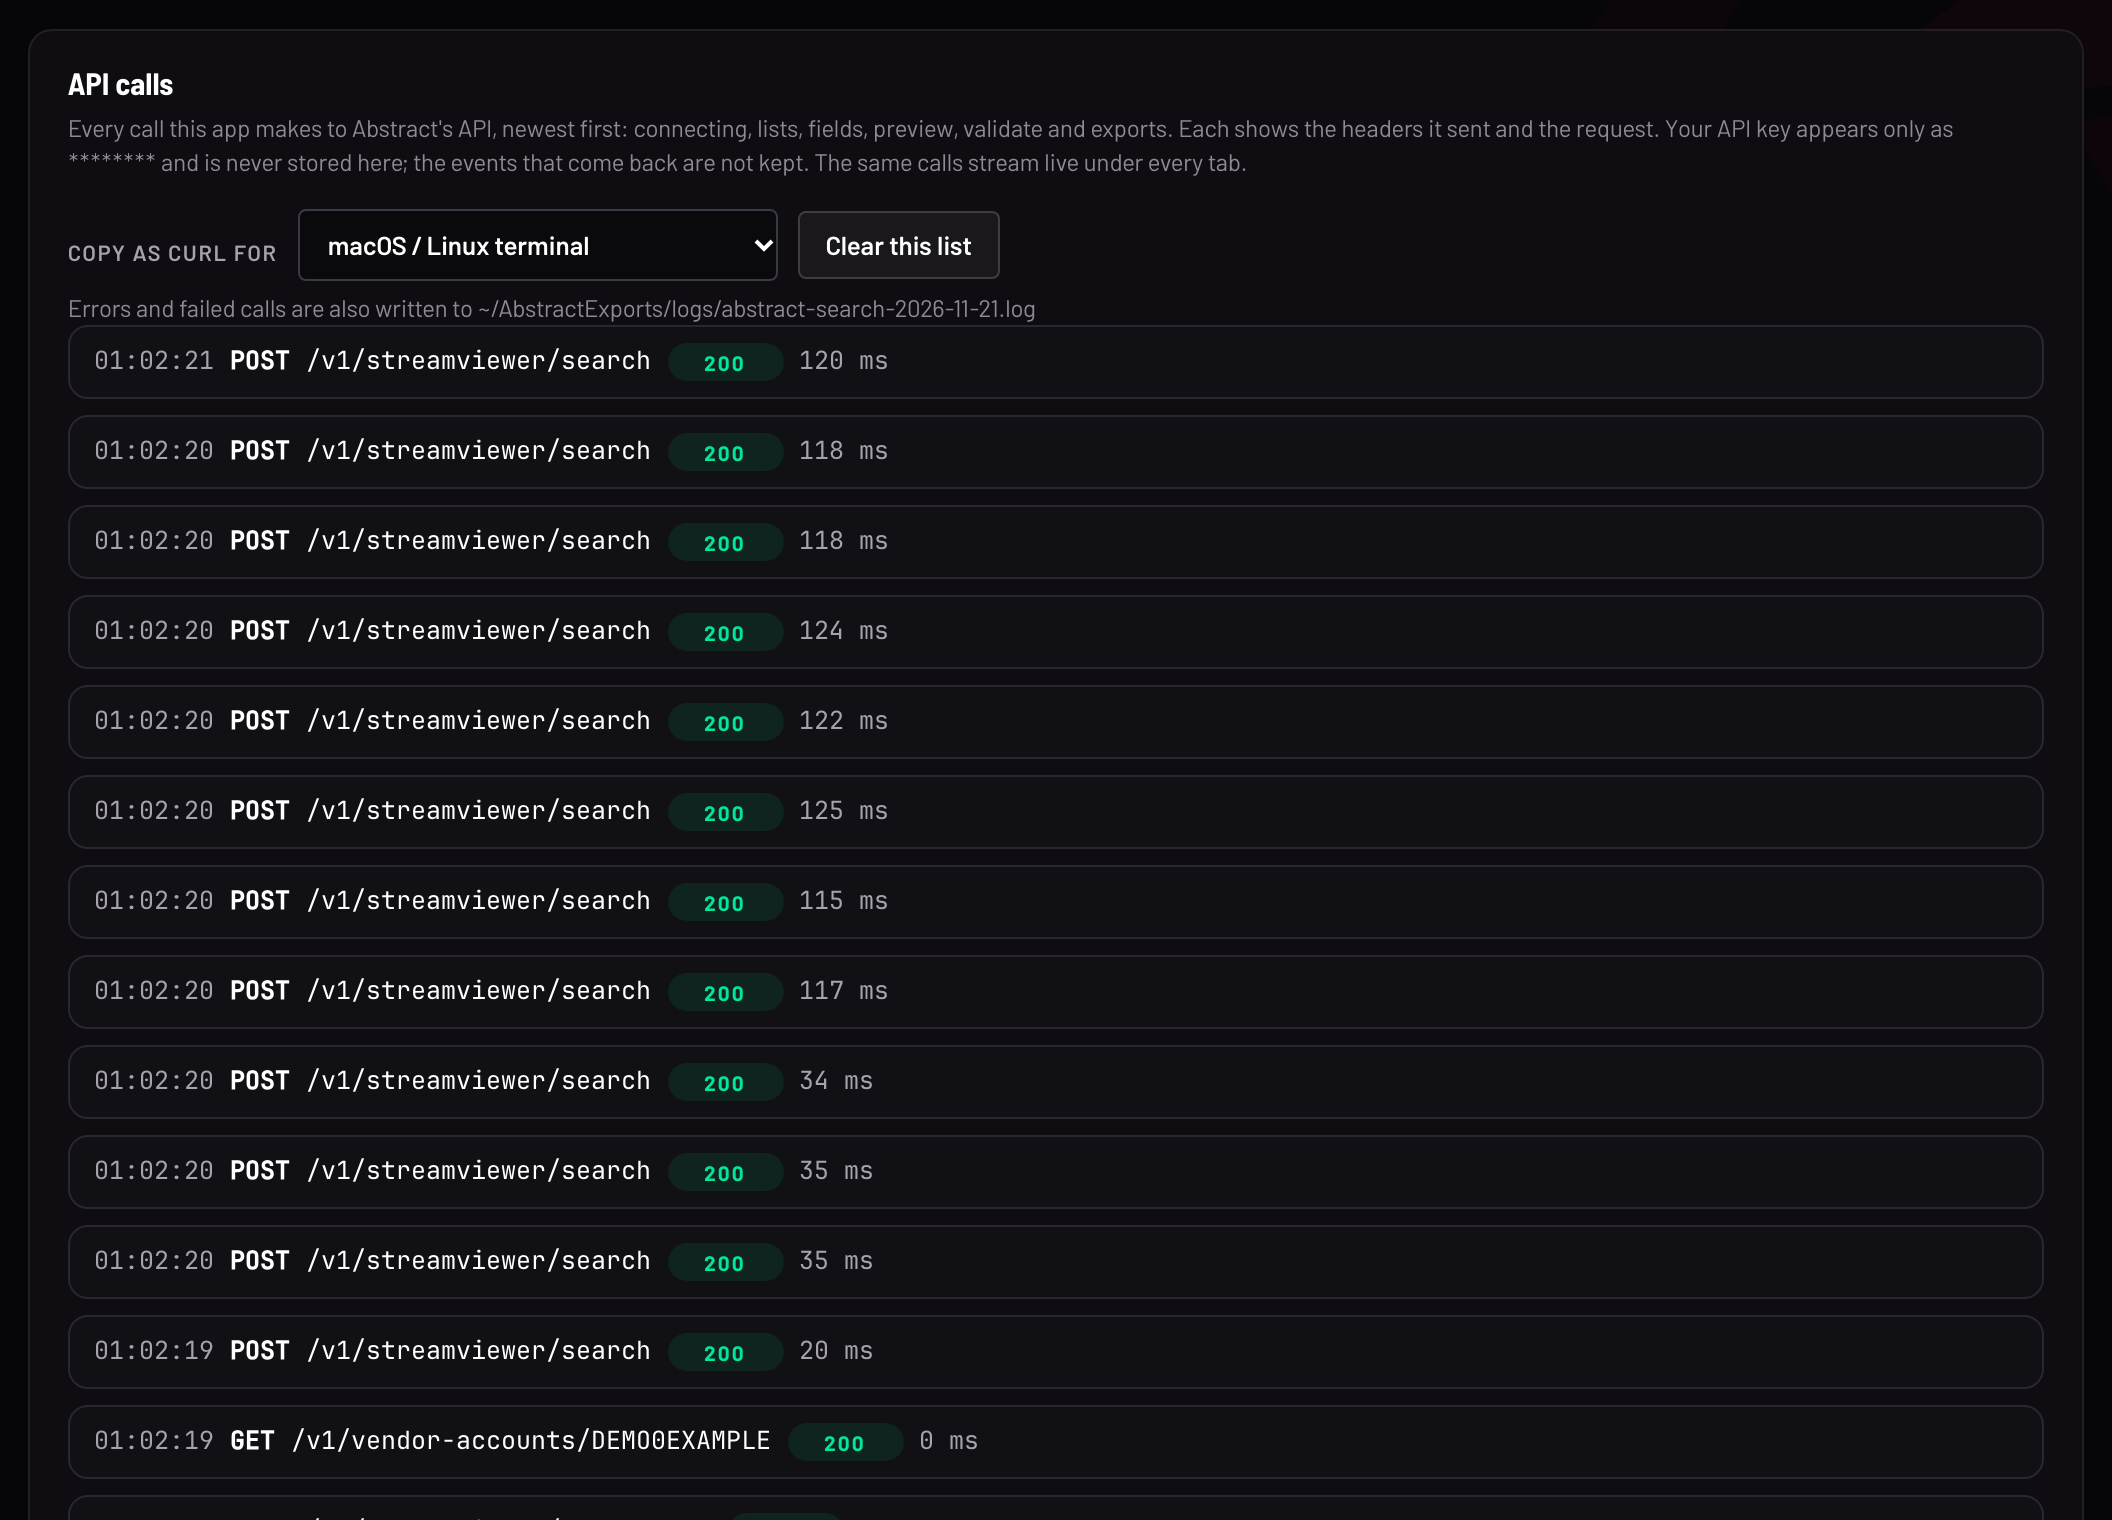 API calls
Every call this app makes to Abstract's API, newest first: connecting, lists, fields, preview, validate and exports. Each shows the headers it sent and the request. Your API key appears only as
******** and is never stored here; the events that come back are not kept. The same calls stream live under every tab.
COPY AS CURL FOR macOS / Linux terminal Clear this list
Errors and failed calls are also written to ~/AbstractExports/logs/abstract-search-2026-11-21.log
01:02:21 POST /v1/streamviewer/search 200 120 ms
01:02:20 POST /v1/streamviewer/search 200 118 ms
01:02:20 POST /v1/streamviewer/search 200 118 ms
01:02:20 POST /v1/streamviewer/search 200 124 ms
01:02:20 POST /v1/streamviewer/search 200 122 ms
01:02:20 POST /v1/streamviewer/search 200 125 ms
01:02:20 POST /v1/streamviewer/search 200 115 ms
01:02:20 POST /v1/streamviewer/search 200 117 ms
01:02:20 POST /v1/streamviewer/search 200 34 ms
01:02:20 POST /v1/streamviewer/search 200 35 ms
01:02:20 POST /v1/streamviewer/search 200 35 ms
01:02:19 POST /v1/streamviewer/search 200 20 ms
01:02:19 GET /v1/vendor-accounts/DEMO0EXAMPLE 200 0 ms